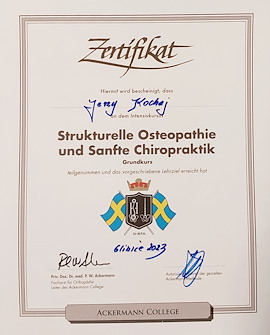 Zertifikat
Hiermit wird bescheinigt, dass
Jerzy Kochaj
an dem Intensivkurs
Strukturelle Osteopathie
und Sanfte Chiropraktik
Grundkurs
teilgenommen und das vorgeschriebene Lehrziel erreicht hat
Gliwice 2023
Priv. Doz. Dr. med. P. W. Ackermann
Facharzt für Orthopädie
Leiter des Ackermann College
ACKERMANN COLLEGE